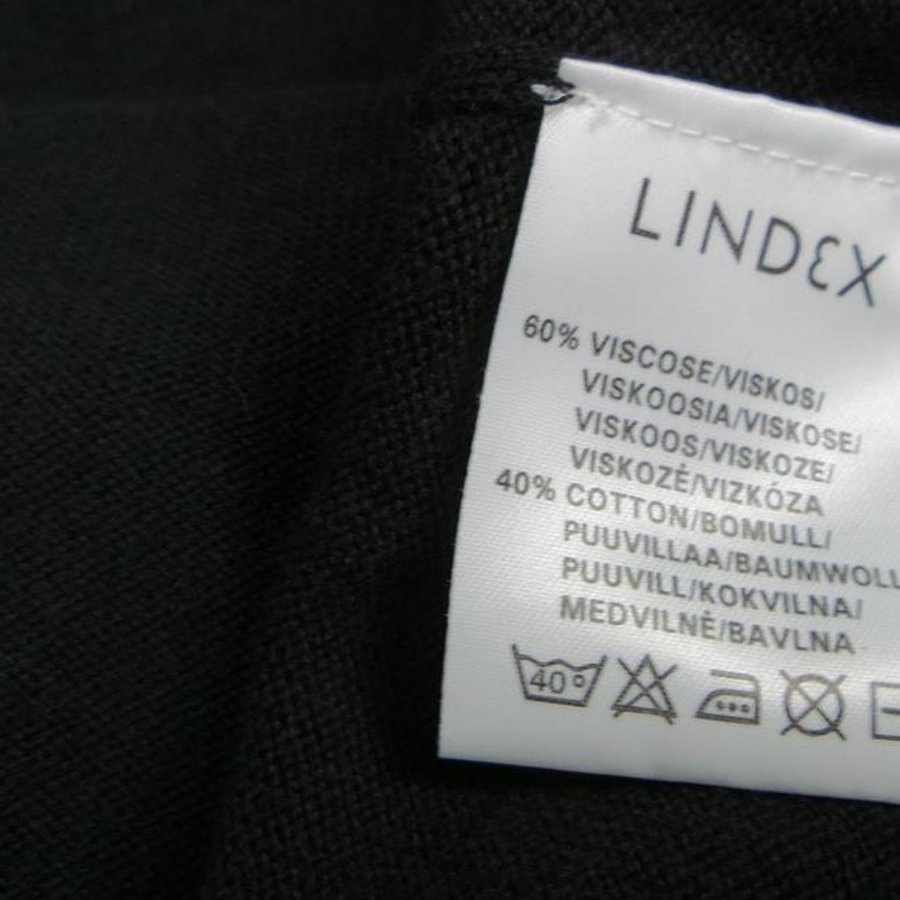 LINDEX
60% VISCOSE/VISKOS/
VISKOOSIA/VISKOSE/
VISKOOS/VISKOZE/
VISKOZĖ/VIZKÓZA
40% COTTON/BOMULL/
PUUVILLAA/BAUMWOLL
PUUVILL/KOKVILNA/
MEDVILNĖ/BAVLNA
40°